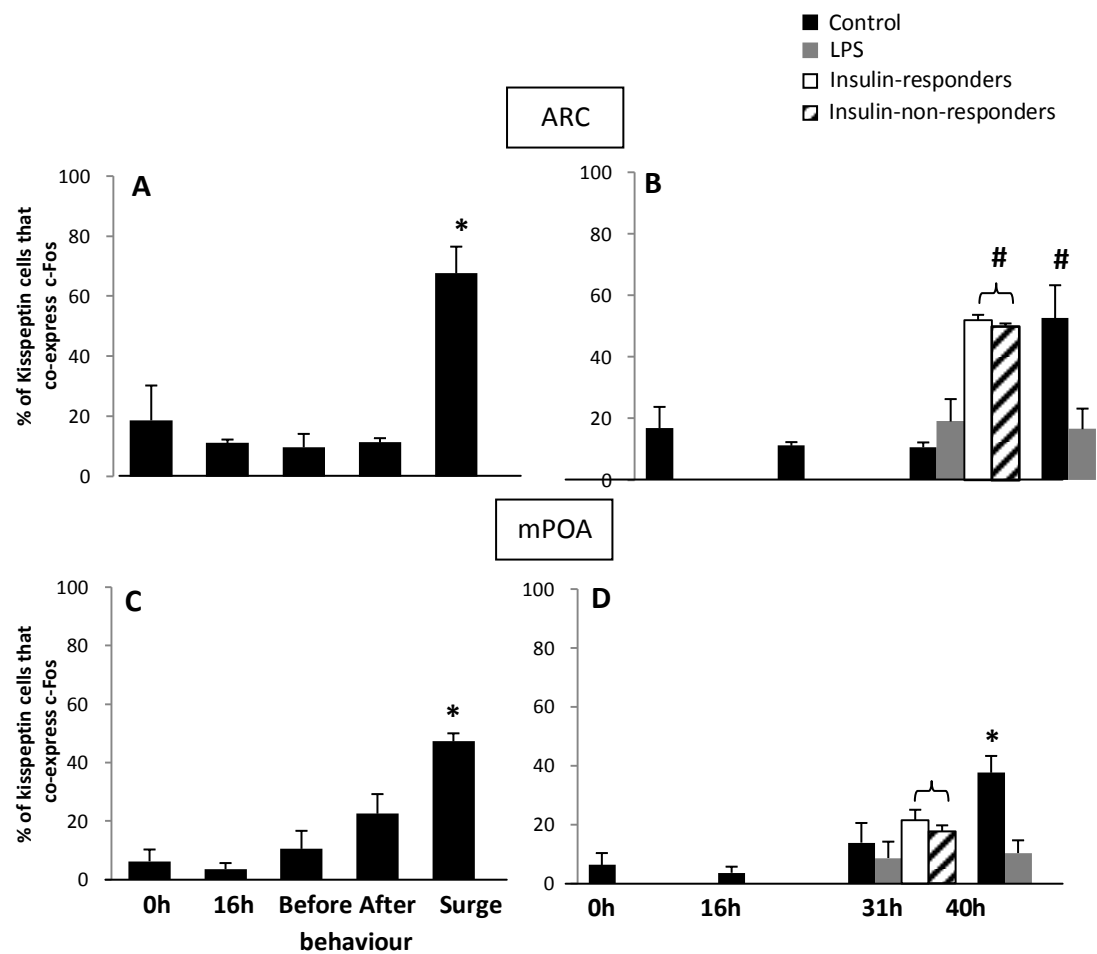 Control
LPS
Insulin-responders
Insulin-non-responders
ARC
A
% of Kisspeptin cells that
co-express c-Fos
100
80
60
40
20
0
*
B
100
80
60
40
20
0
#
#
mPOA
C
% of kisspeptin cells that
co-express c-Fos
100
80
60
40
20
0
*
0h 16h Before After Surge
behaviour
D
100
80
60
40
20
0
*
0h 16h 31h 40h